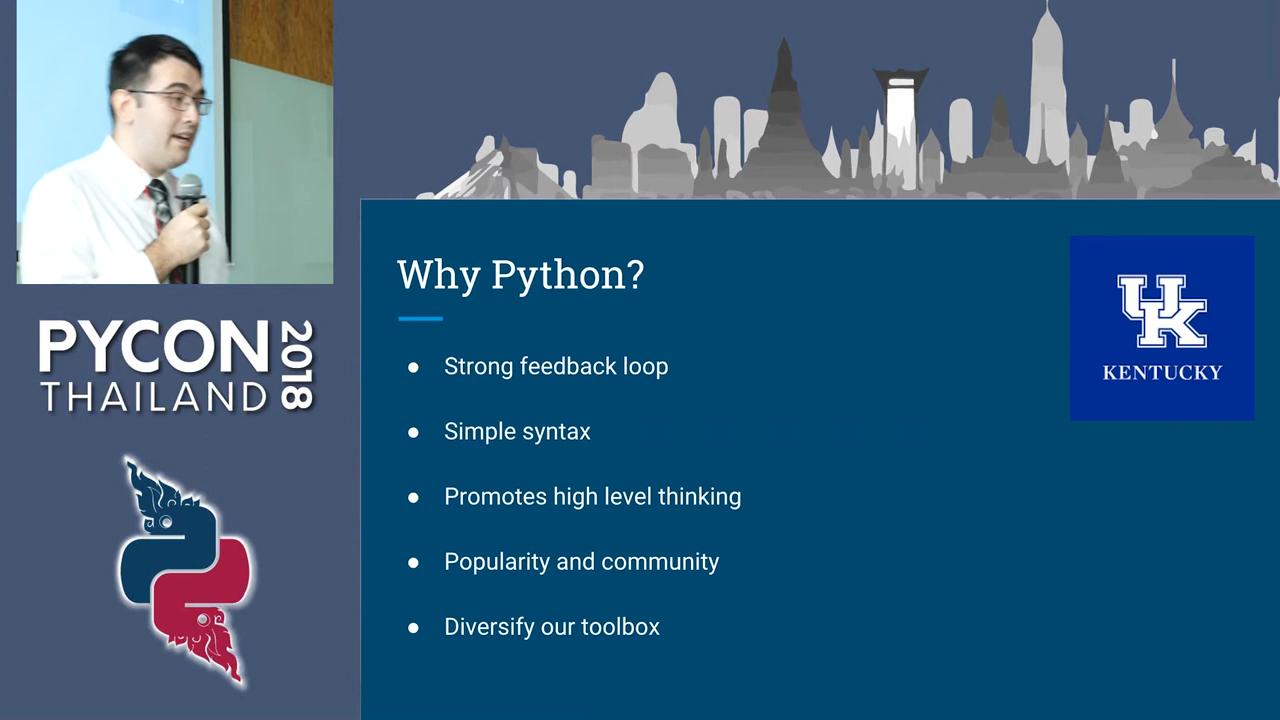 PYCON
THAILAND
2018
Why Python?
● Strong feedback loop
● Simple syntax
● Promotes high level thinking
● Popularity and community
● Diversify our toolbox
UK
KENTUCKY